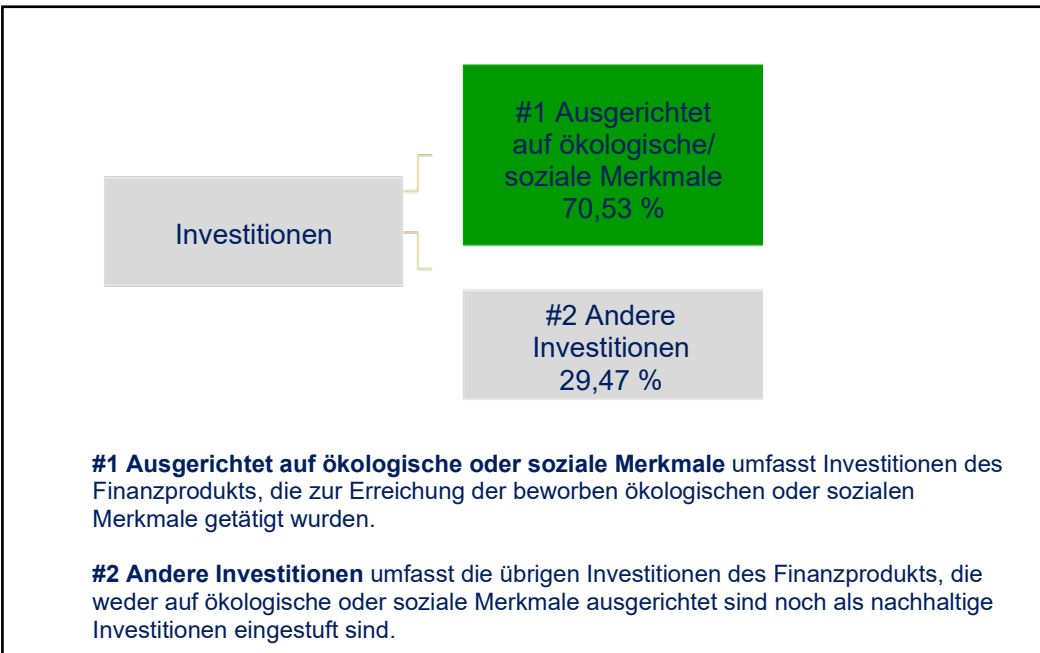 #1 Ausgerichtet
auf ökologische/
soziale Merkmale
70,53 %
Investitionen
#2 Andere
Investitionen
29,47 %
#1 Ausgerichtet auf ökologische oder soziale Merkmale umfasst Investitionen des
Finanzprodukts, die zur Erreichung der beworben ökologischen oder sozialen
Merkmale getätigt wurden.
#2 Andere Investitionen umfasst die übrigen Investitionen des Finanzprodukts, die
weder auf ökologische oder soziale Merkmale ausgerichtet sind noch als nachhaltige
Investitionen eingestuft sind.